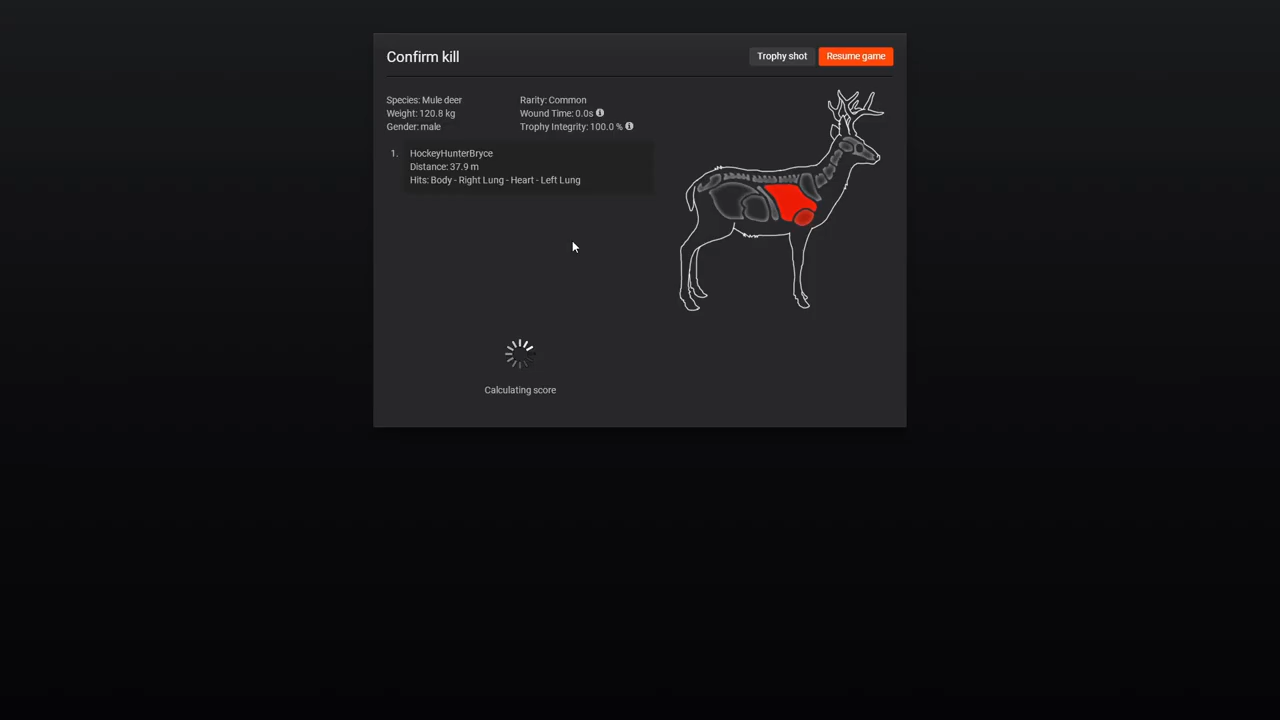 Confirm kill
Trophy shot
Resume game
Species: Mule deer
Rarity: Common
Weight: 120.8 kg
Wound Time: 0.0s
Gender: male
Trophy Integrity: 100.0 %
1. HockeyHunterBryce
Distance: 37.9 m
Hits: Body - Right Lung - Heart - Left Lung
Calculating score